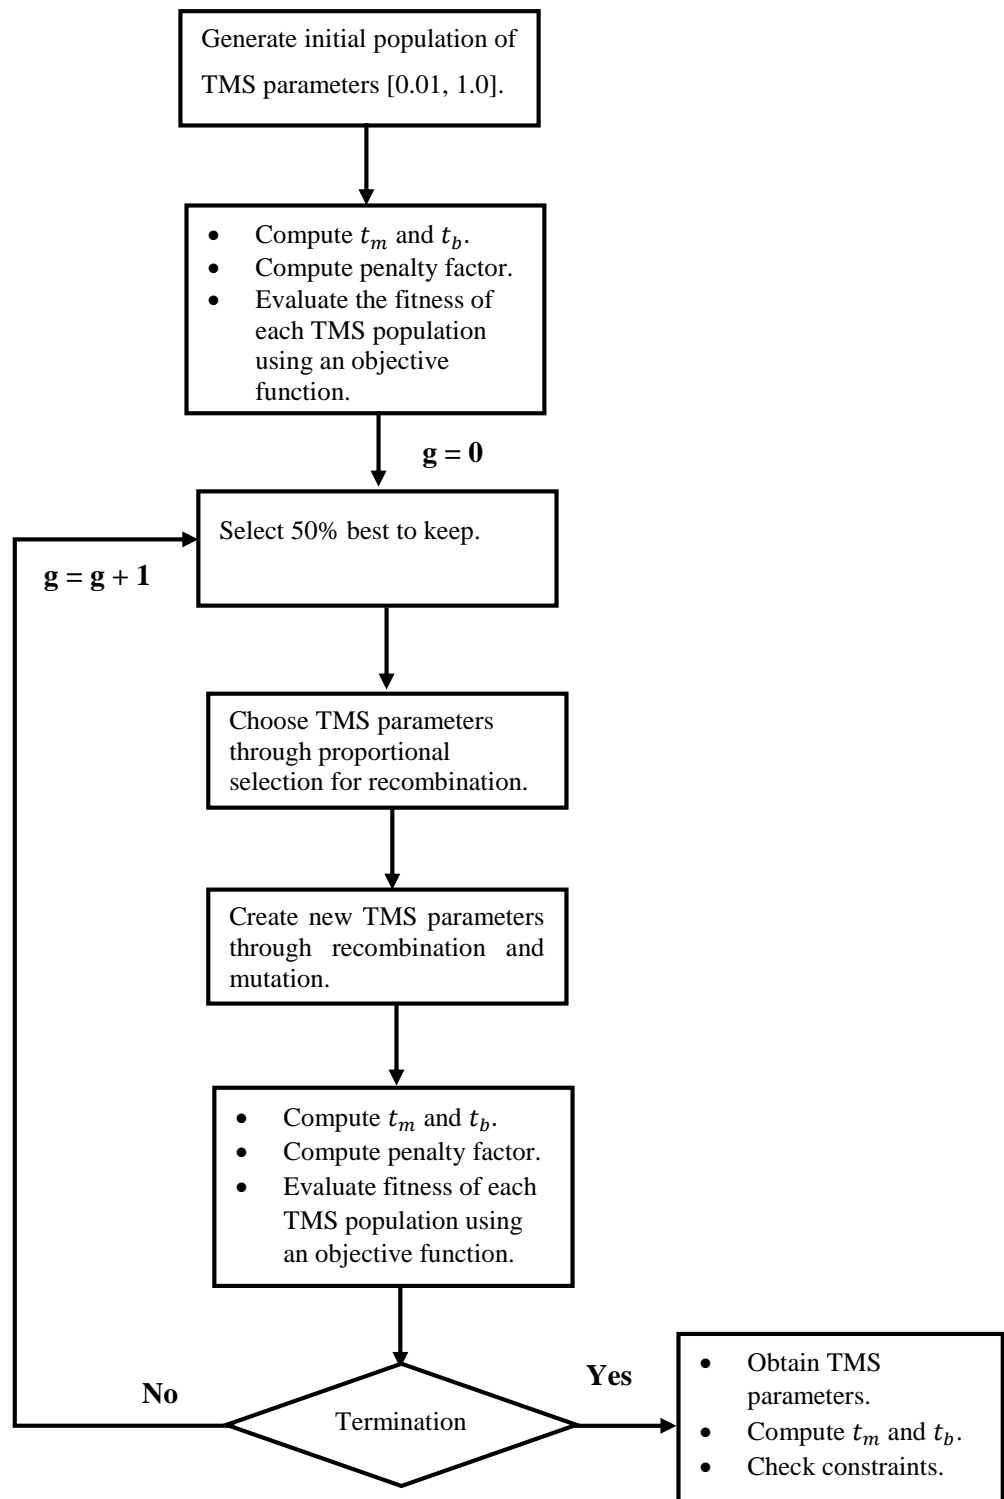 Generate initial population of
TMS parameters [0.01, 1.0].
• Compute t_m and t_b.
• Compute penalty factor.
• Evaluate the fitness of
each TMS population
using an objective
function.
g = 0
Select 50% best to keep.
g = g + 1
Choose TMS parameters
through proportional
selection for recombination.
Create new TMS parameters
through recombination and
mutation.
• Compute t_m and t_b.
• Compute penalty factor.
• Evaluate fitness of each
TMS population using
an objective function.
No
Termination
Yes
• Obtain TMS
parameters.
• Compute t_m and t_b.
• Check constraints.